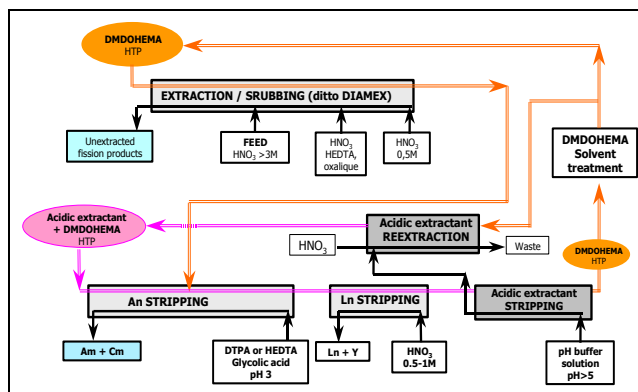 DMDOHEMA
HTP
EXTRACTION / SRUBBING (ditto DIAMEX)
Unextracted
fission products
FEED
HNO₃ >3M
HNO₃
HEDTA,
oxalique
HNO₃
0,5M
DMDOHEMA
Solvent
treatment
Acidic extractant
+ DMDOHEMA
HTP
Acidic extractant
REEXTRACTION
HNO₃
Waste
DMDOHEMA
HTP
An STRIPPING
Ln STRIPPING
Acidic extractant
STRIPPING
Am + Cm
DTPA or HEDTA
Glycolic acid
pH 3
Ln + Y
HNO₃
0.5-1M
pH buffer
solution
pH>5